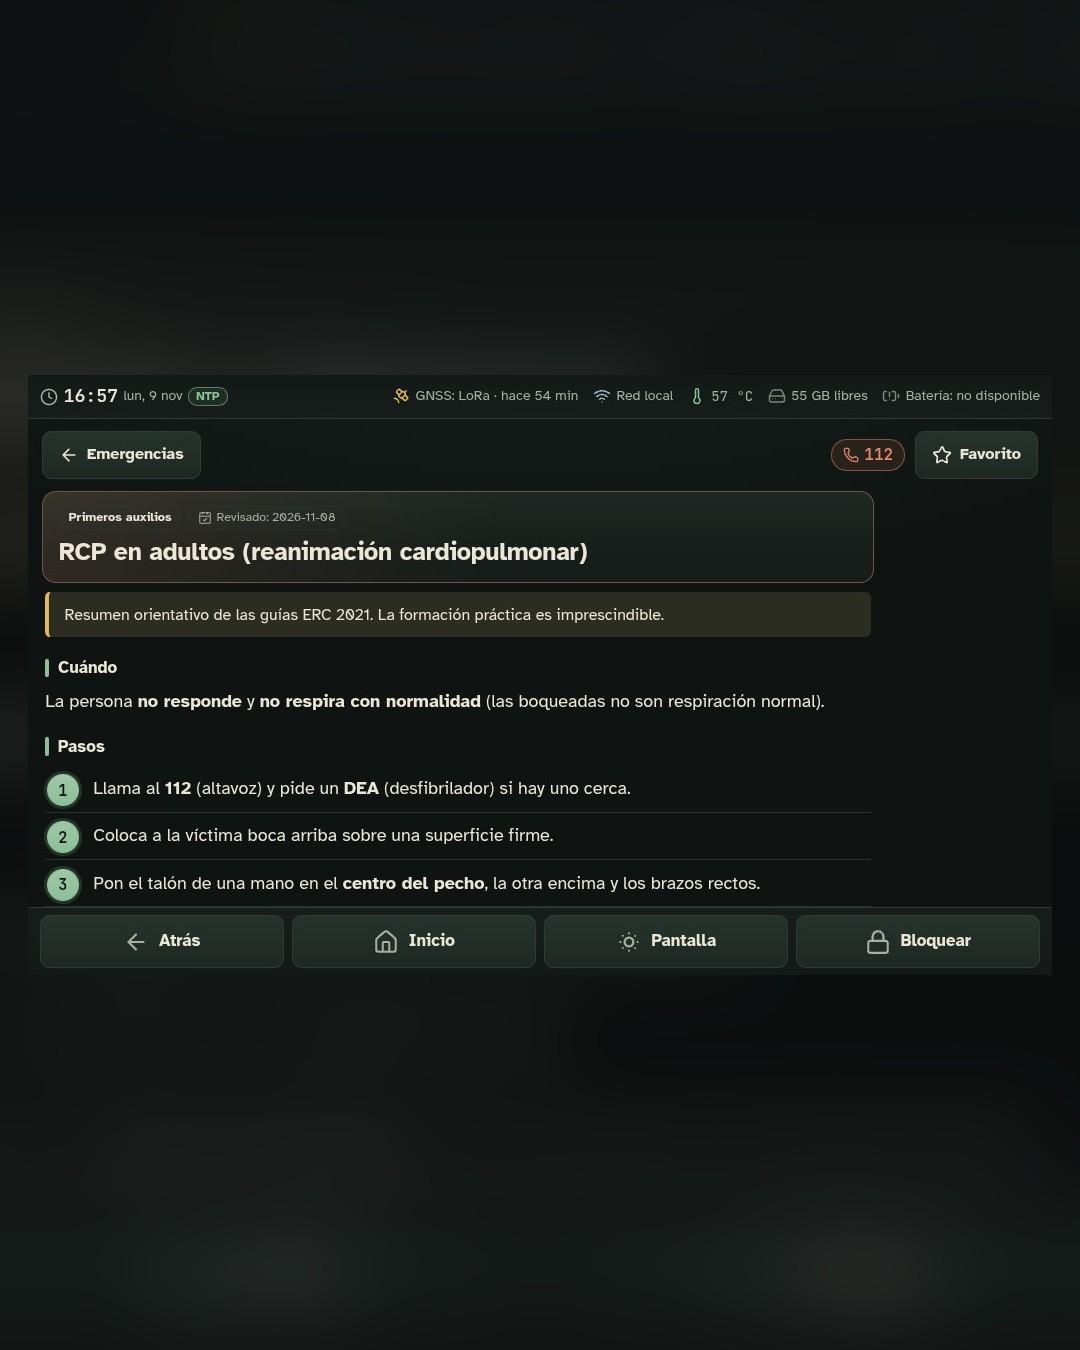 16:57 lun, 9 nov NTP GNSS: LoRa · hace 54 min Red local 57 °C 55 GB libres Batería: no disponible
Emergencias 112 Favorito
Primeros auxilios Revisado: 2026-11-08
RCP en adultos (reanimación cardiopulmonar)
Resumen orientativo de las guías ERC 2021. La formación práctica es imprescindible.
Cuándo
La persona no responde y no respira con normalidad (las boqueadas no son respiración normal).
Pasos
1 Llama al 112 (altavoz) y pide un DEA (desfibrilador) si hay uno cerca.
2 Coloca a la víctima boca arriba sobre una superficie firme.
3 Pon el talón de una mano en el centro del pecho, la otra encima y los brazos rectos.
Atrás Inicio Pantalla Bloquear